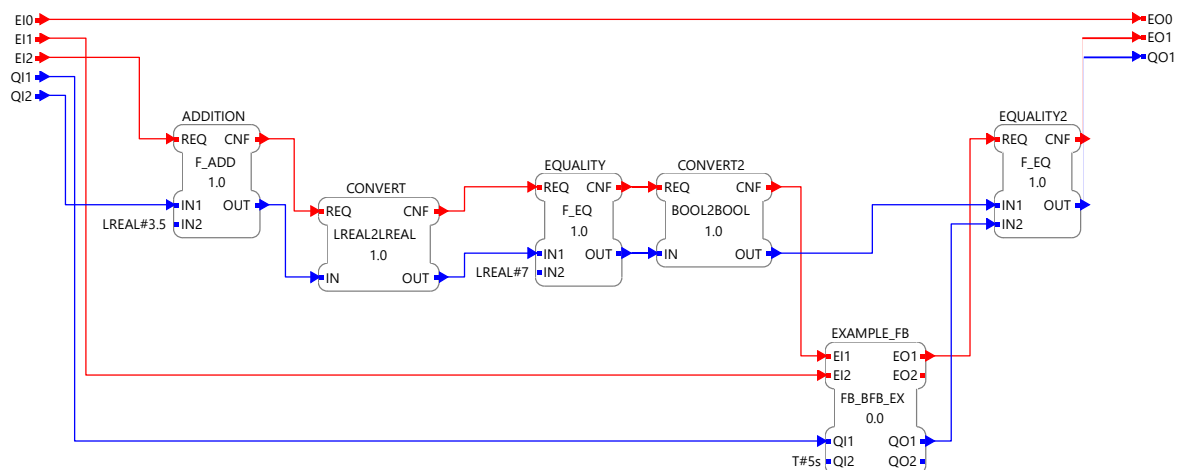 EI0
EI1
EI2
QI1
QI2
EO0
EO1
QO1
ADDITION
REQ CNF
F_ADD
1.0
IN1 OUT
LREAL#3.5 IN2
CONVERT
REQ CNF
LREAL2LREAL
1.0
IN OUT
EQUALITY
REQ CNF
F_EQ
1.0
IN1 OUT
LREAL#7 IN2
CONVERT2
REQ CNF
BOOL2BOOL
1.0
IN OUT
EQUALITY2
REQ CNF
F_EQ
1.0
IN1 OUT
IN2
EXAMPLE_FB
EI1 EO1
EI2 EO2
FB_BFB_EX
0.0
QI1 QO1
T#5s QI2 QO2